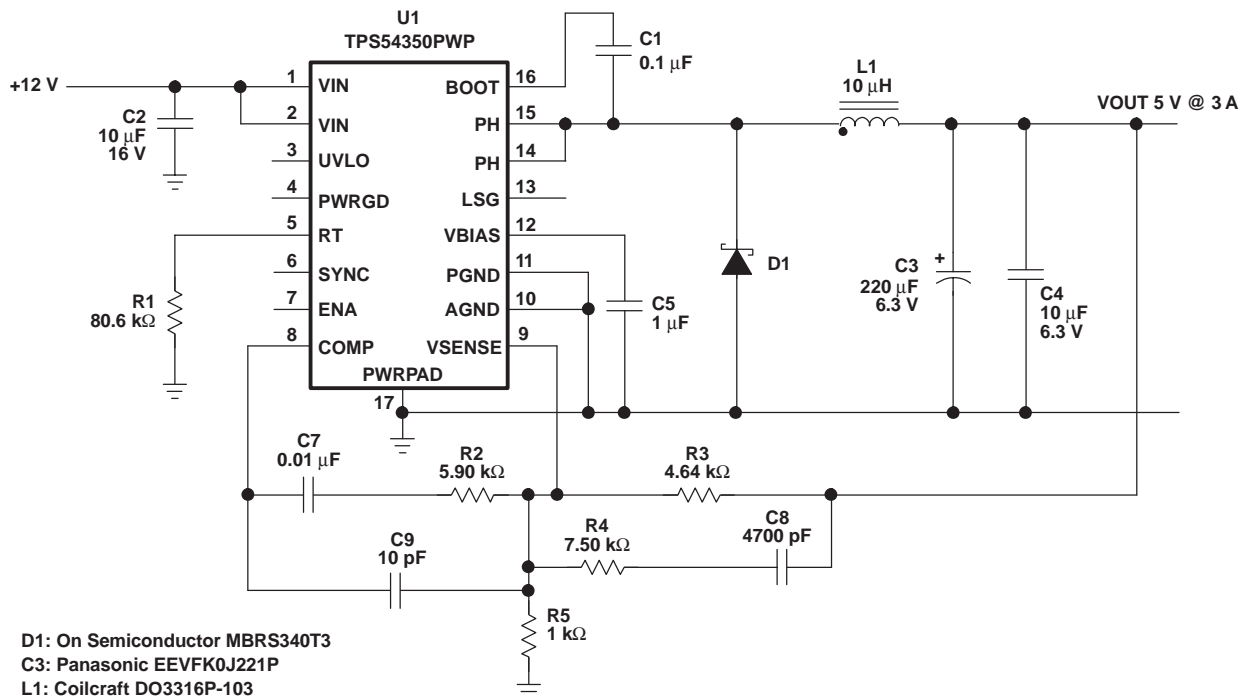 U1
TPS54350PWP
+12 V
C2
10 μF
16 V
1
VIN
2
VIN
3
UVLO
4
PWRGD
5
RT
6
SYNC
7
ENA
8
COMP
16
BOOT
15
PH
14
PH
13
LSG
12
VBIAS
11
PGND
10
AGND
9
VSENSE
PWRPAD
17
R1
80.6 kΩ
C1
0.1 μF
L1
10 μH
VOUT 5 V @ 3 A
D1
C5
1 μF
C3
220 μF
6.3 V
+
C4
10 μF
6.3 V
C7
0.01 μF
R2
5.90 kΩ
R3
4.64 kΩ
C9
10 pF
R4
7.50 kΩ
C8
4700 pF
R5
1 kΩ
D1: On Semiconductor MBRS340T3
C3: Panasonic EEVFK0J221P
L1: Coilcraft DO3316P-103